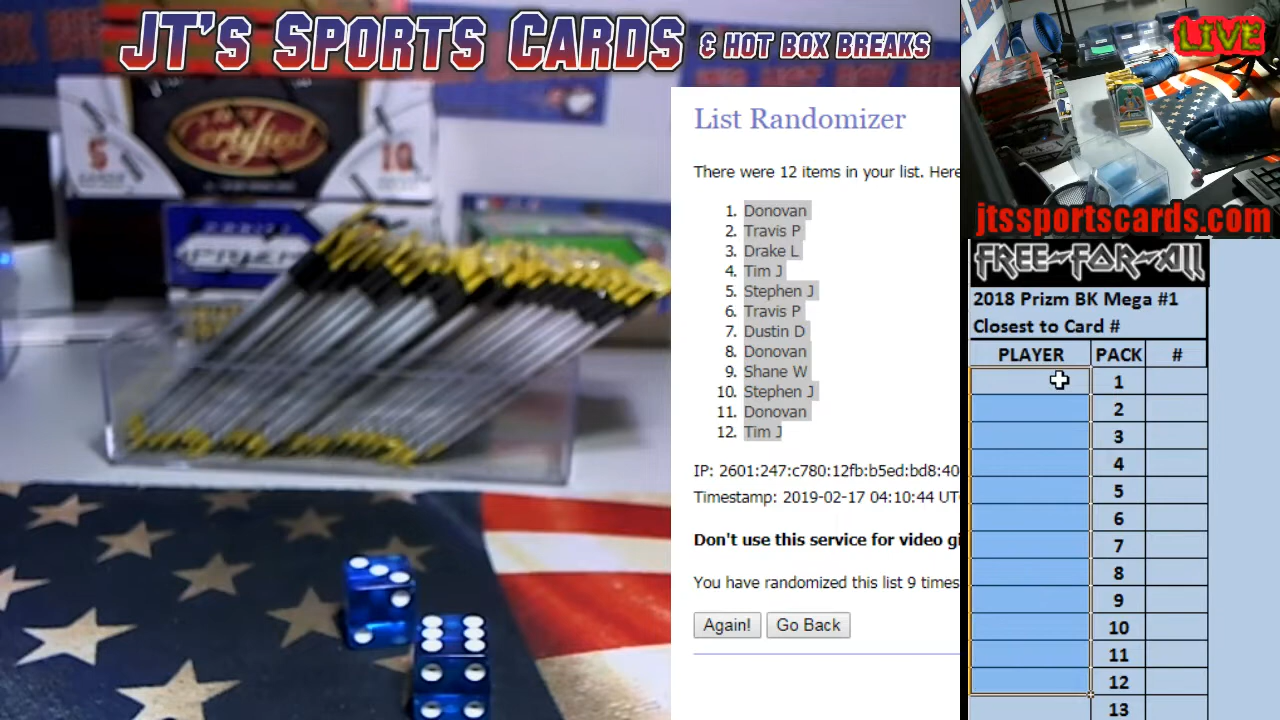 JT's Sports Cards & Hot Box Breaks
LIVE
jtssportscards.com
Certified
5
10
PRIZM
List Randomizer
There were 12 items in your list. Here
1. Donovan
2. Travis P
3. Drake L
4. Tim J
5. Stephen J
6. Travis P
7. Dustin D
8. Donovan
9. Shane W
10. Stephen J
11. Donovan
12. Tim J
IP: 2601:247:c780:12fb:b5ed:bd8:40
Timestamp: 2019-02-17 04:10:44 UT
Don't use this service for video gi
You have randomized this list 9 times
Again! Go Back
FREE-FOR-ALL
2018 Prizm BK Mega #1
Closest to Card #
PLAYER PACK #
1
2
3
4
5
6
7
8
9
10
11
12
13